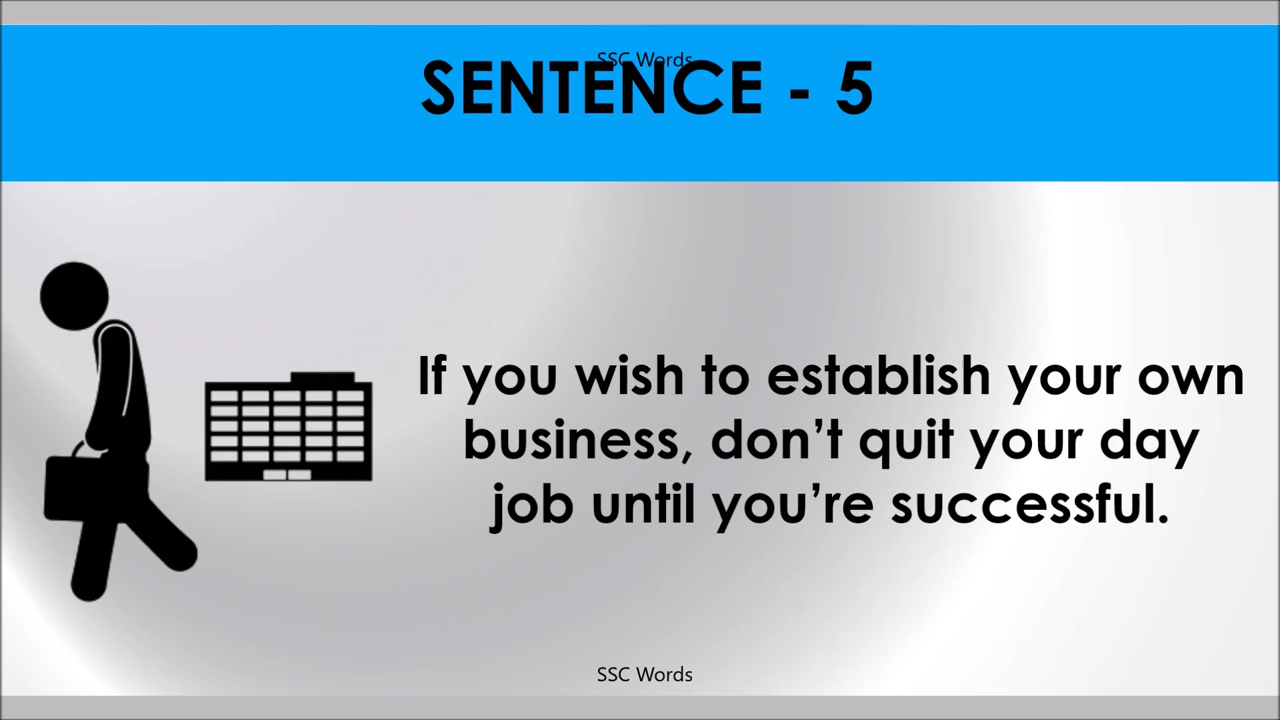 SSC Words
SENTENCE - 5
If you wish to establish your own
business, don’t quit your day
job until you’re successful.
SSC Words